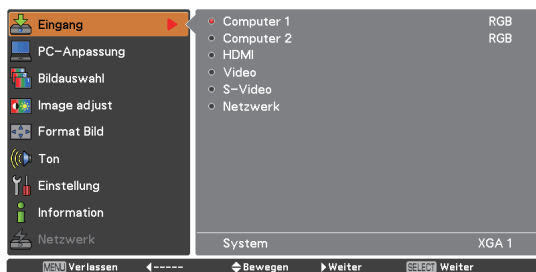 Eingang
PC-Anpassung
Bildauswahl
Image adjust
Format Bild
Ton
Einstellung
Information
Netzwerk
Computer 1 RGB
Computer 2 RGB
HDMI
Video
S-Video
Netzwerk
System XGA 1
MENU Verlassen ----- Bewegen Weiter SELECT Weiter